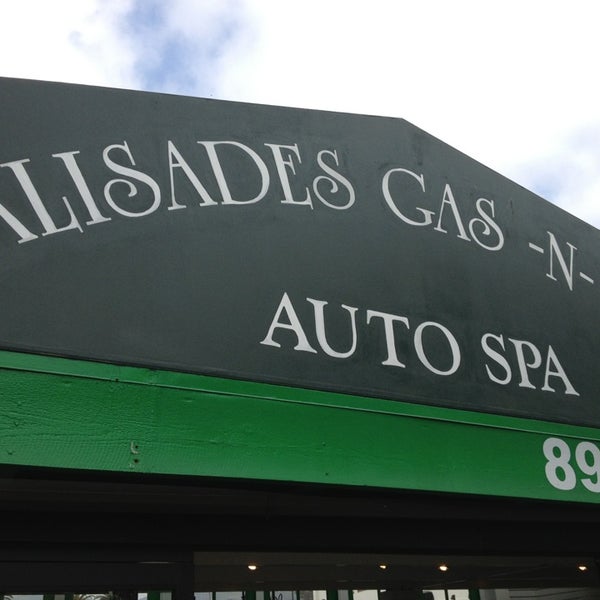 ALISADES GAS -N-
AUTO SPA
89